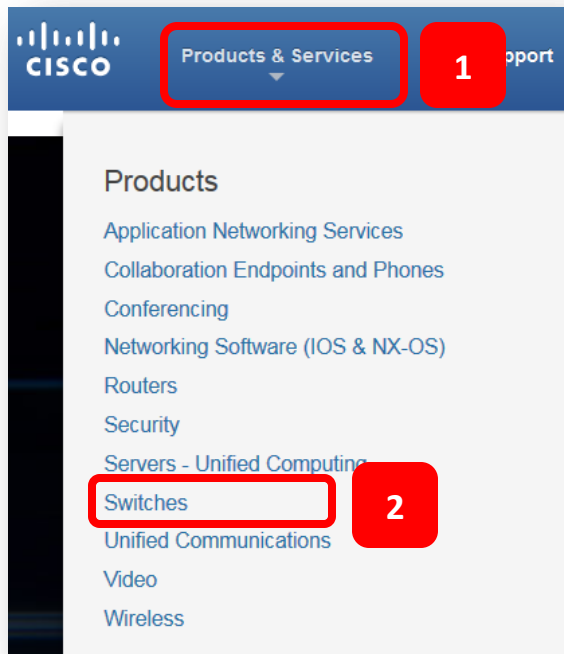 CISCO
Products & Services
1
pport
Products
Application Networking Services
Collaboration Endpoints and Phones
Conferencing
Networking Software (IOS & NX-OS)
Routers
Security
Servers - Unified Computing
Switches
2
Unified Communications
Video
Wireless